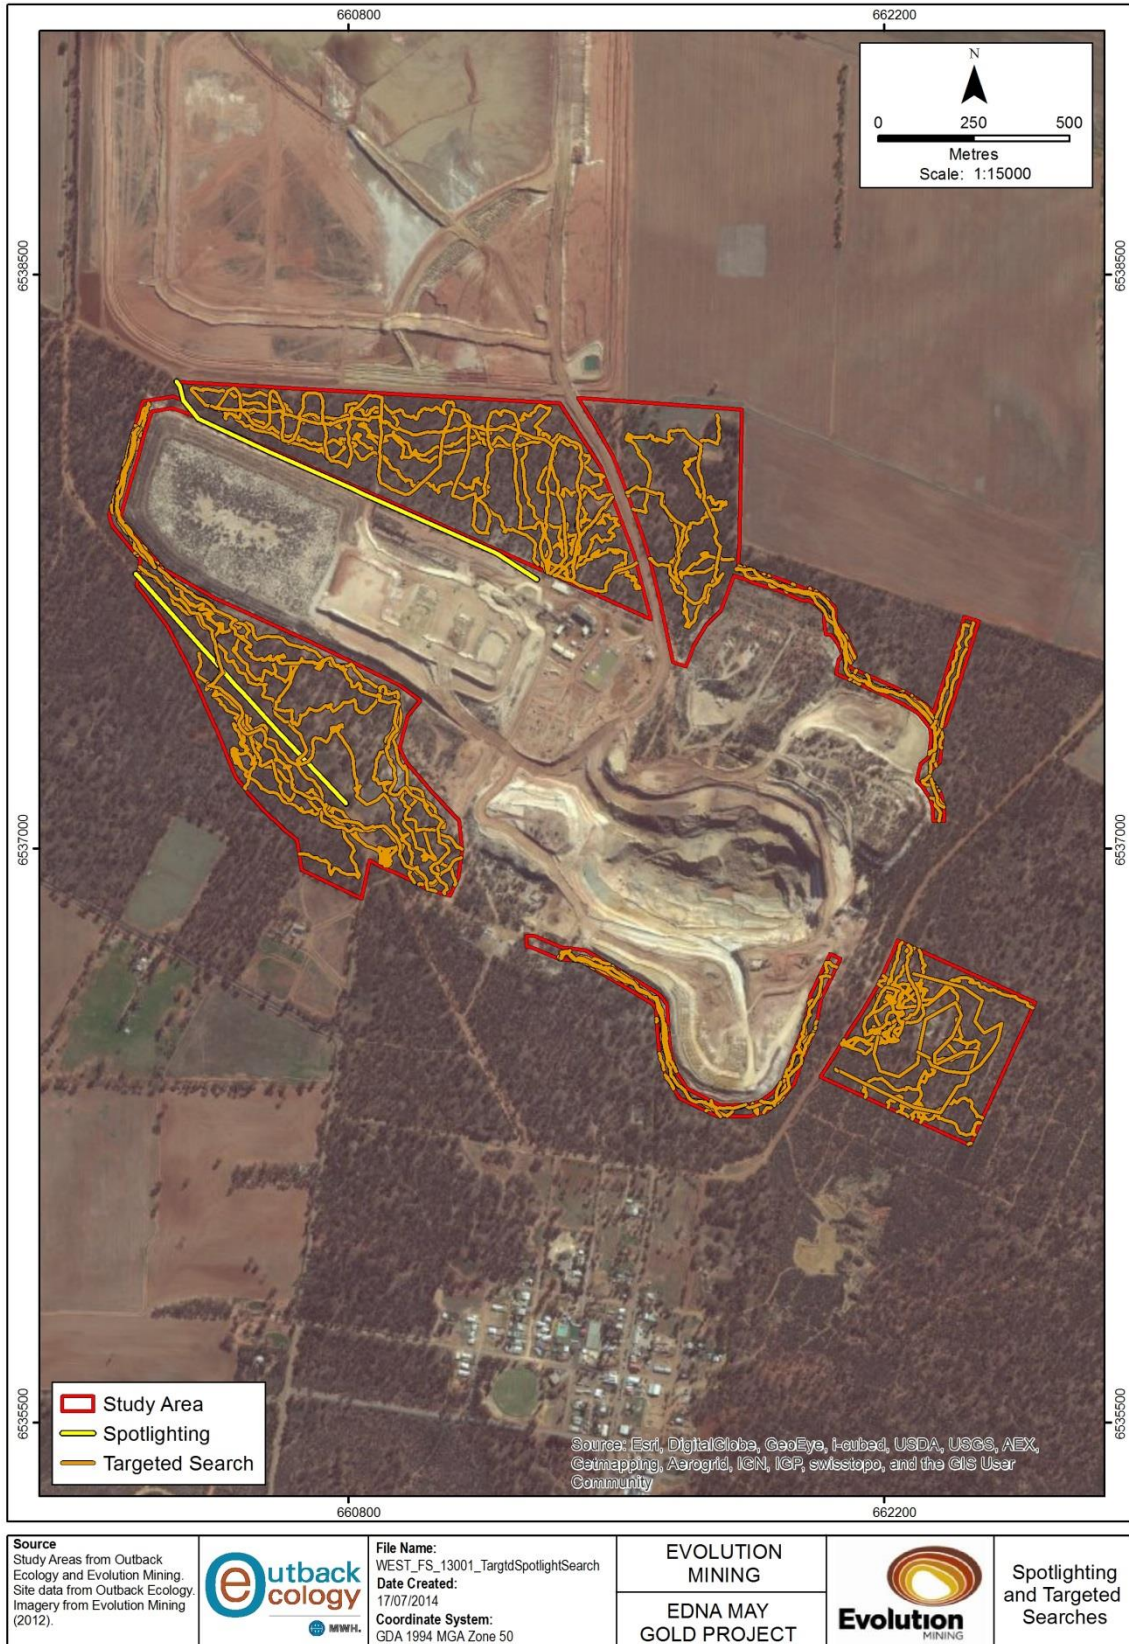 660800
662200
N
0 250 500
Metres
Scale: 1:15000
6538500
6538500
6537000
6537000
6535500
6535500
Study Area
Spotlighting
Targeted Search
Source: Esri, DigitalGlobe, GeoEye, i-cubed, USDA, USGS, AEX,
Getmapping, Aerogrid, IGN, IGP, swisstopo, and the GIS User
Community
660800
662200
Source
Study Areas from Outback
Ecology and Evolution Mining.
Site data from Outback Ecology.
Imagery from Evolution Mining
(2012).
Outback
ecology
MWH.
File Name:
WEST_FS_13001_TargtdSpotlightSearch
Date Created:
17/07/2014
Coordinate System:
GDA 1994 MGA Zone 50
EVOLUTION
MINING
EDNA MAY
GOLD PROJECT
Evolution
MINING
Spotlighting
and Targeted
Searches